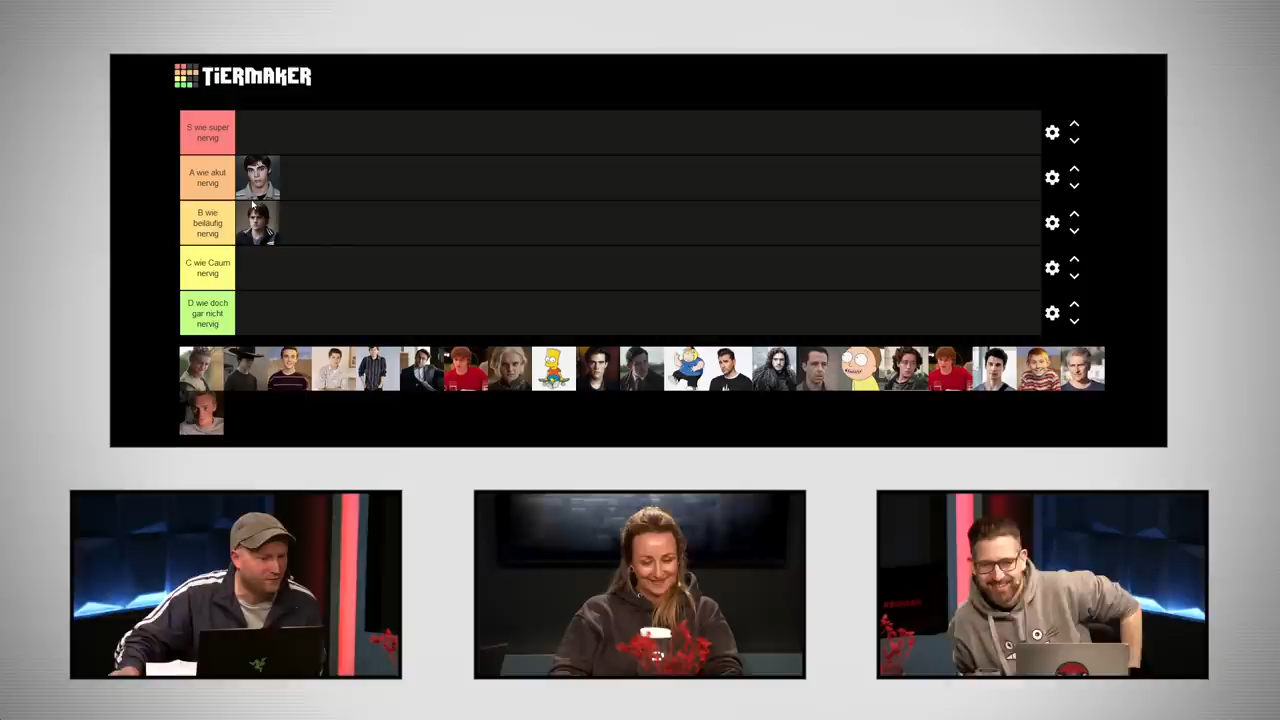 TiERMAKER
S wie super
nervig
A wie akut
nervig
B wie
beiläufig
nervig
C wie Caum
nervig
D wie doch
gar nicht
nervig